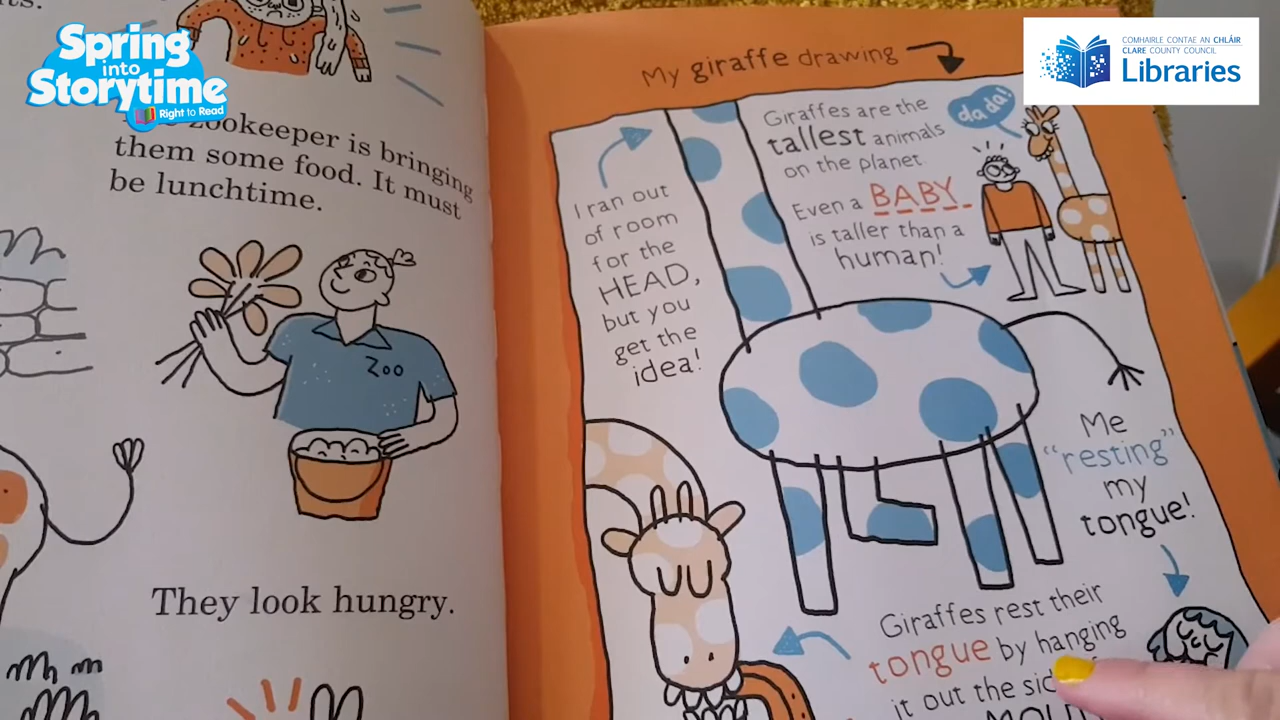 Spring
into
Storytime
Right to Read
COMHAIRLE CONTAE AN CHLÁIR
CLARE COUNTY COUNCIL
Libraries
zookeeper is bringing
them some food. It must
be lunchtime.
Zoo
They look hungry.
My giraffe drawing
I ran out
of room
for the
HEAD,
but you
get the
idea!
Giraffes are the
tallest animals
on the planet.
Even a BABY
is taller than a
human!
da da!
Me
"resting"
my
tongue!
Giraffes rest their
tongue by hanging
it out the